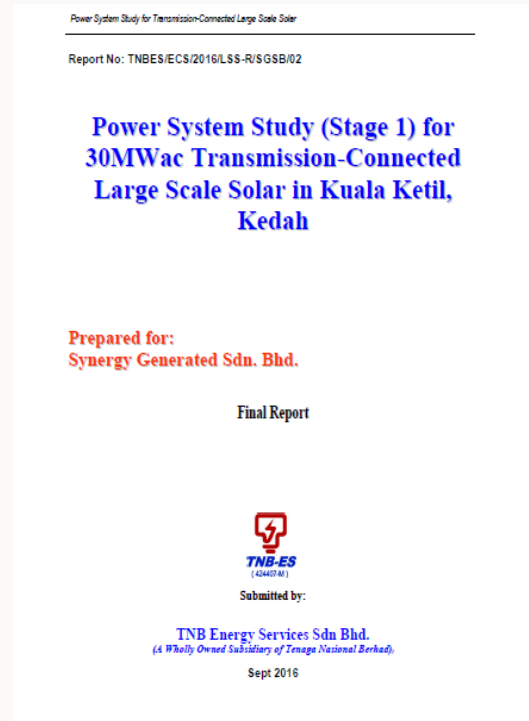 Power System Study for Transmission-Connected Large Scale Solar
Report No: TNBES/ECS/2016/LSS-R/SGSB/02
Power System Study (Stage 1) for
30MWac Transmission-Connected
Large Scale Solar in Kuala Ketil,
Kedah
Prepared for:
Synergy Generated Sdn. Bhd.
Final Report
TNB-ES
( 424407-M )
Submitted by:
TNB Energy Services Sdn Bhd.
(A Wholly Owned Subsidiary of Tenaga Nasional Berhad),
Sept 2016